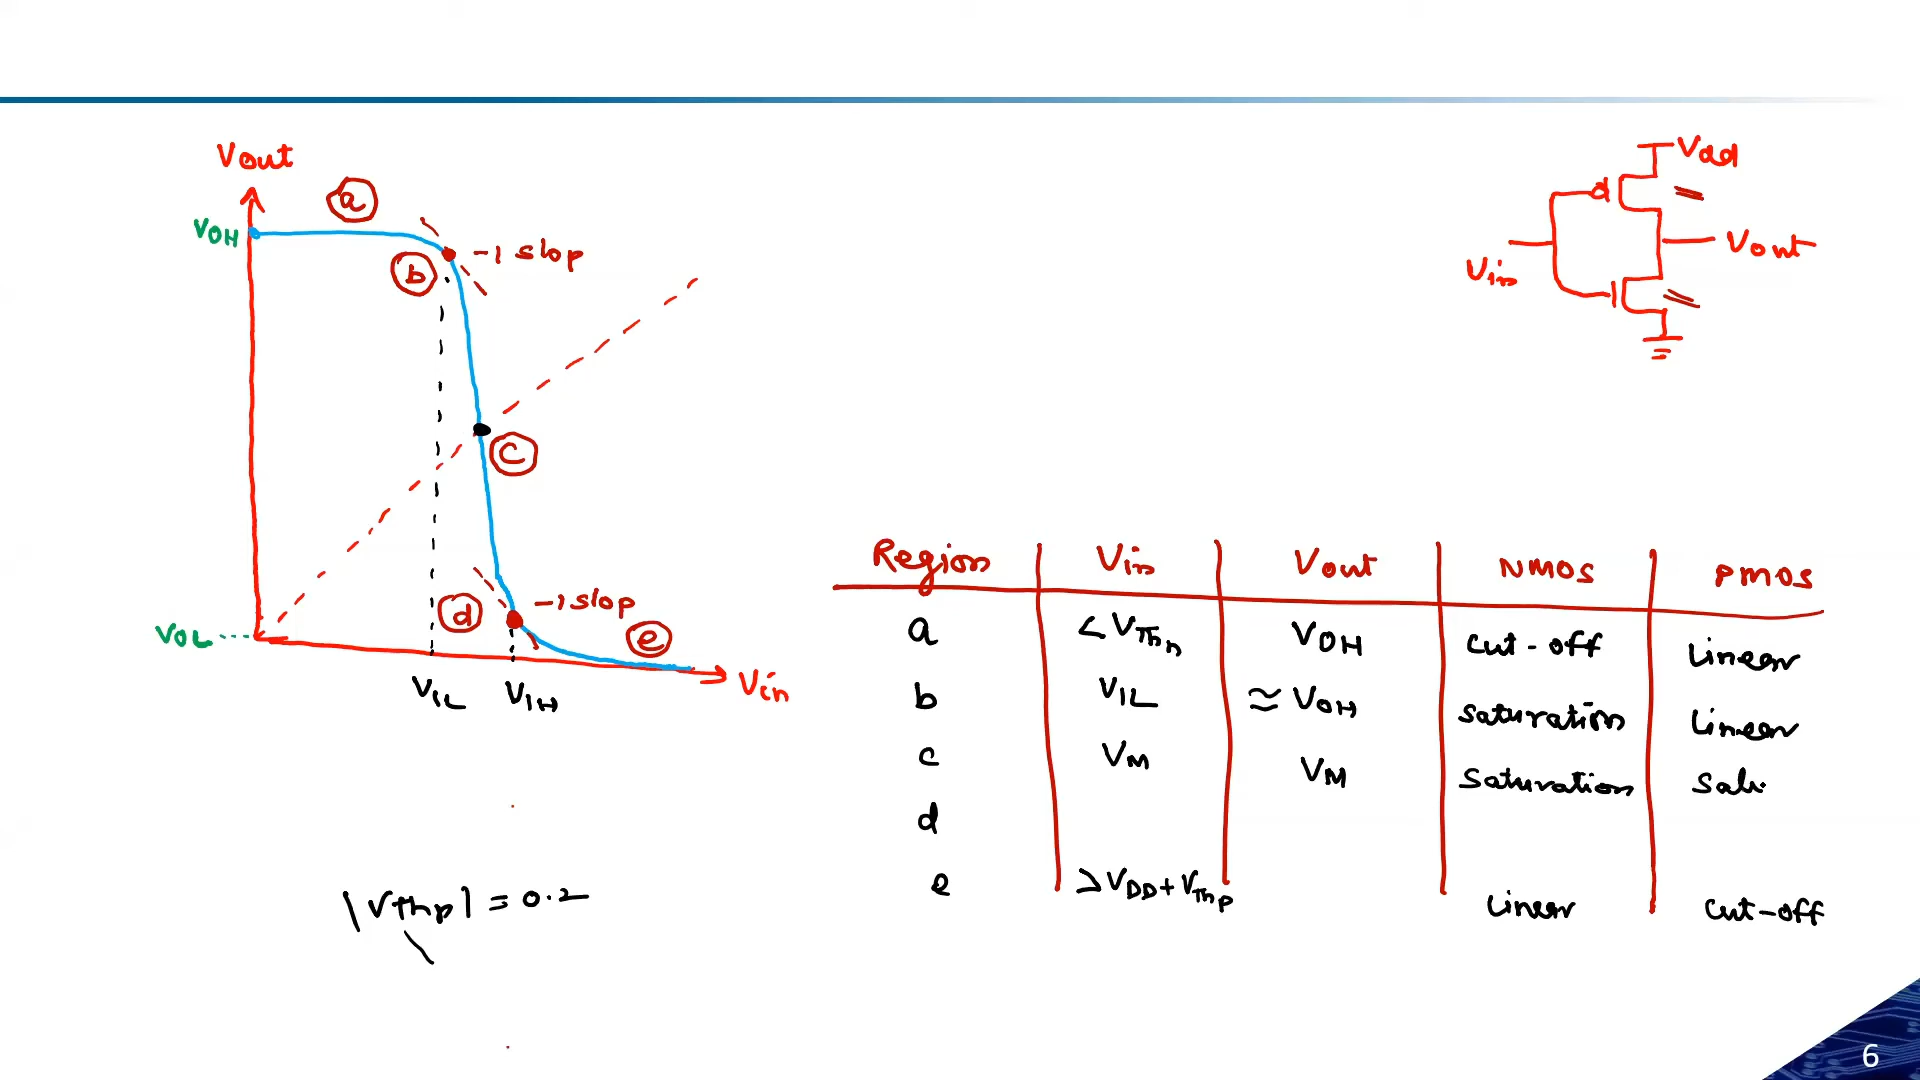 Vout
VOH
a
b
-1 slop
c
d
-1 slop
e
VOL
VIL
VIH
Vin
|VThp| = 0.2
Vdd
Vin
Vout
Region Vin Vout NMOS PMOS
a < VThn VOH cut-off Linear
b VIL ≈ VOH saturation Linear
c VM VM saturation Satu.
d
e > VDD + VThp Linear cut-off
6